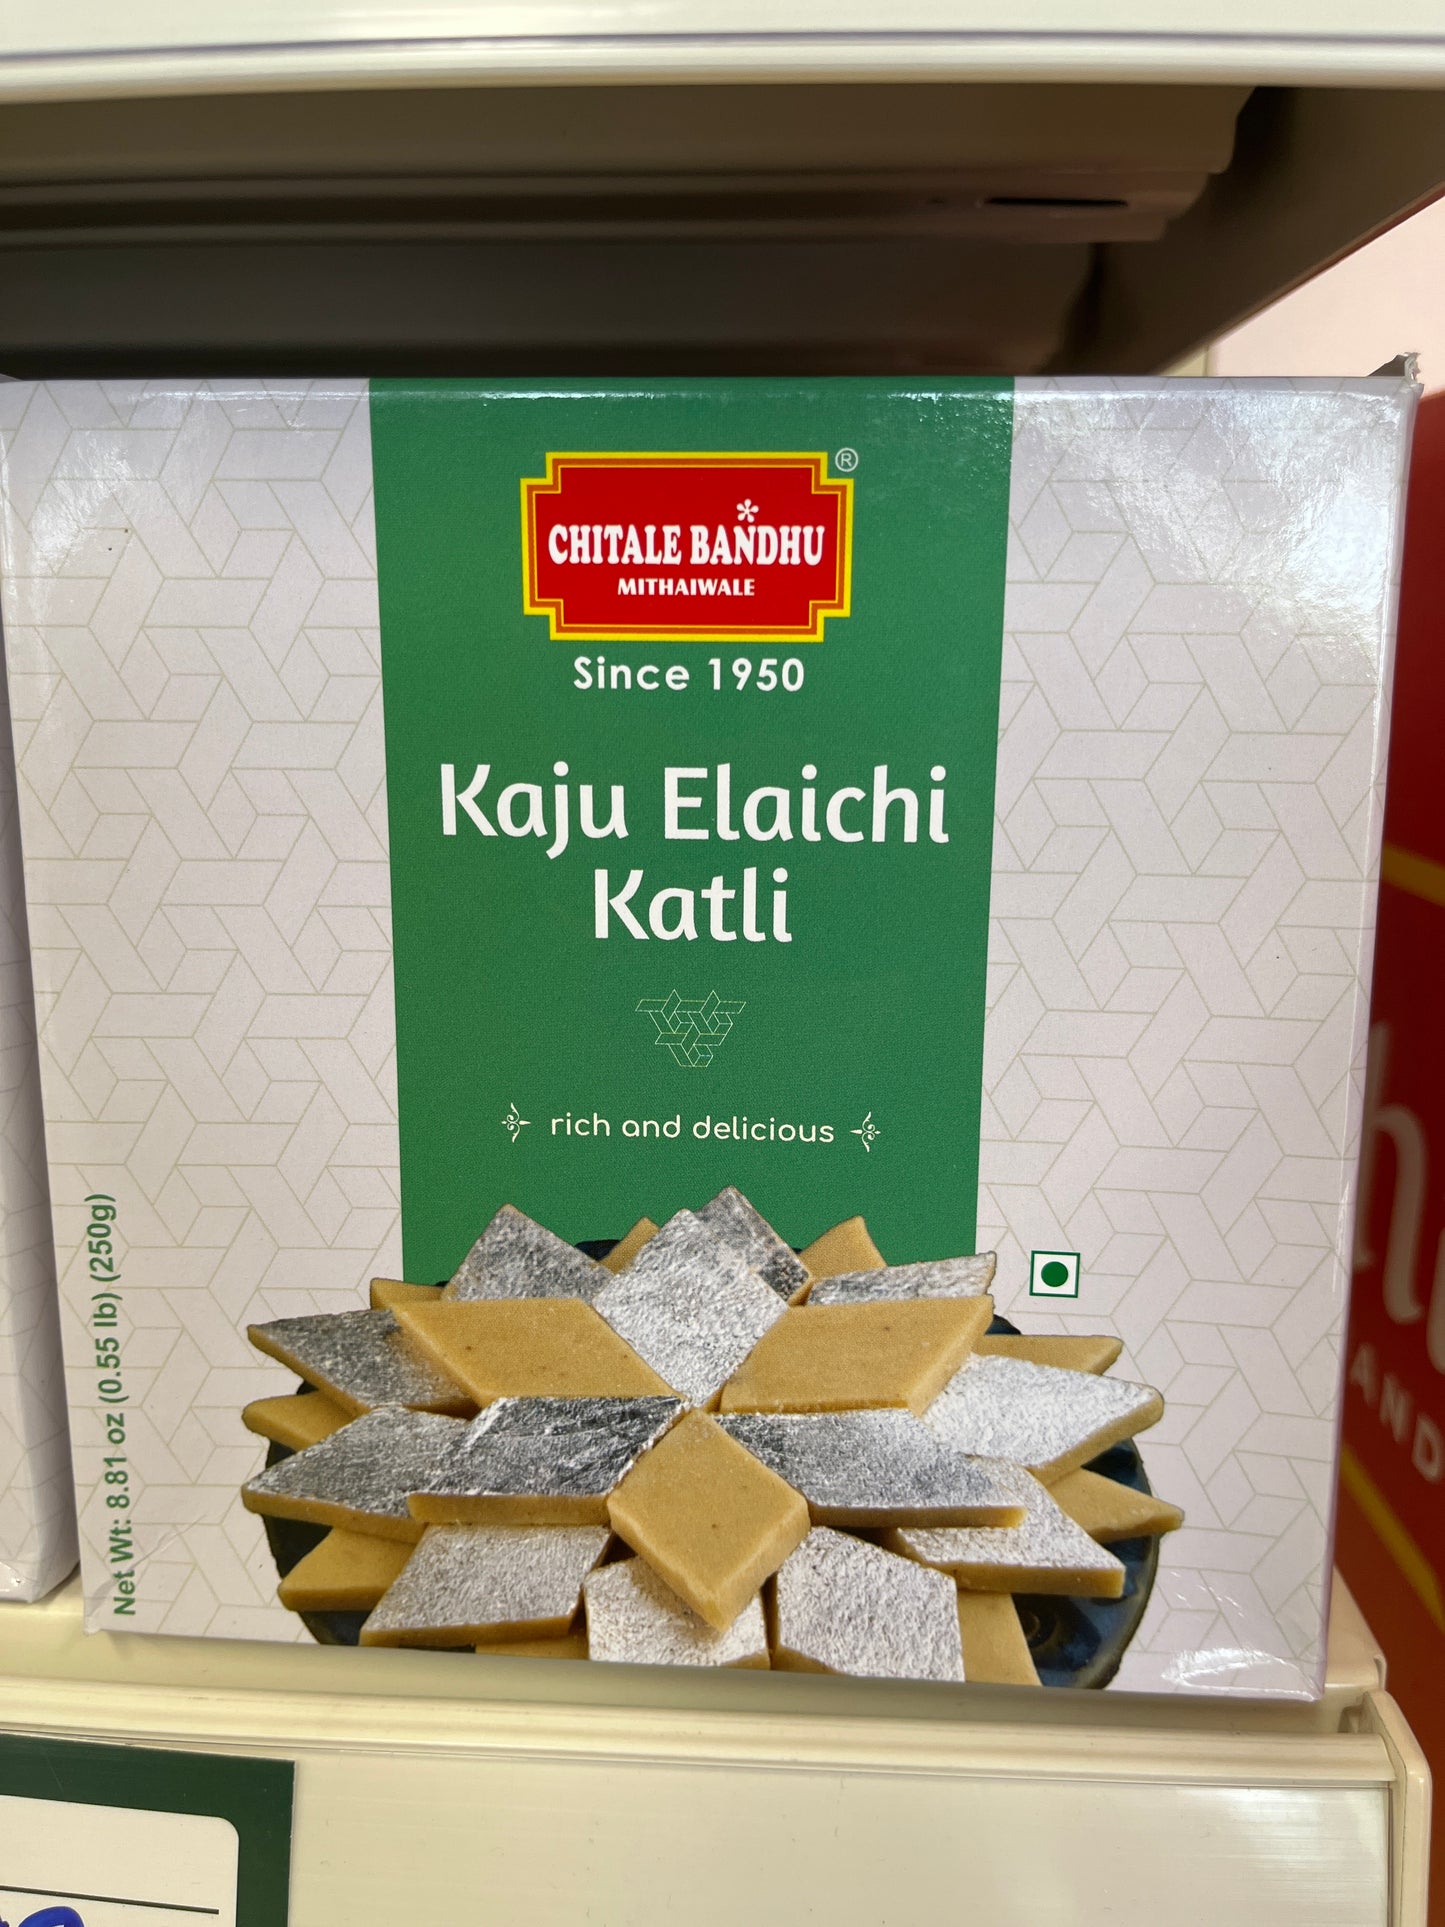 CHITALE BANDHU
MITHAIWALE
®
Since 1950
Kaju Elaichi
Katli
rich and delicious
Net Wt: 8.81 oz (0.55 lb) (250g)
AND